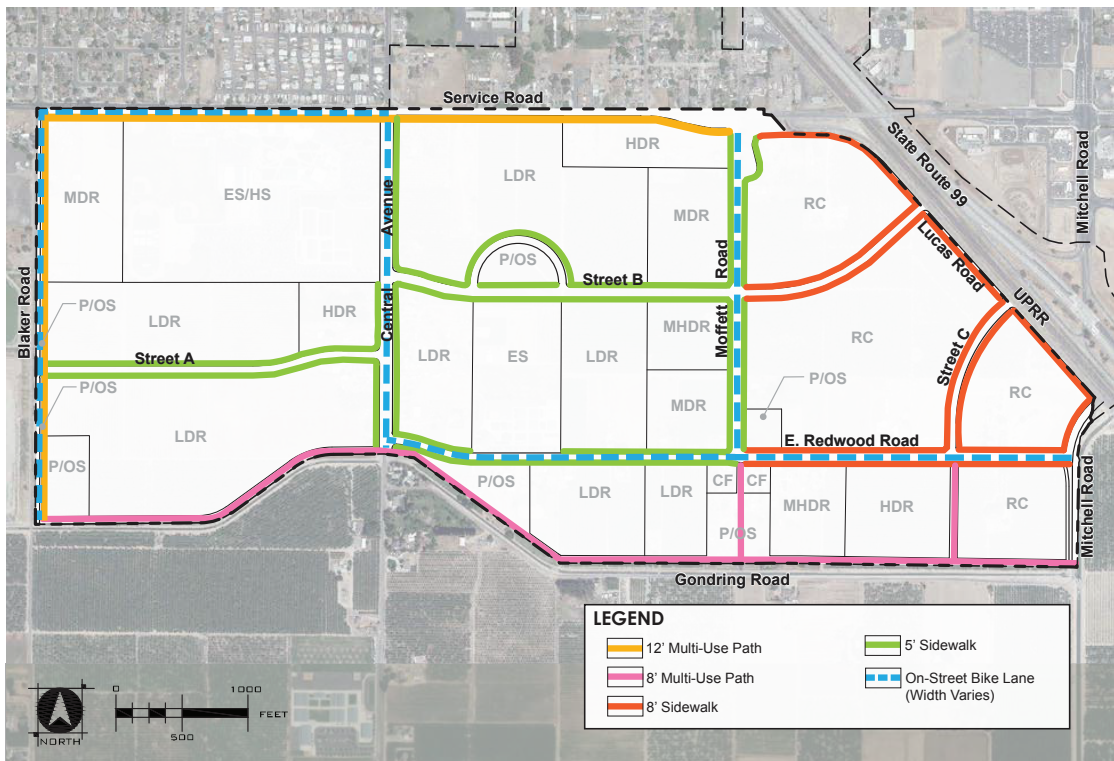 Service Road
State Route 99
Mitchell Road
HDR
LDR
MDR
ES/HS
RC
MDR
Avenue
Road
Lucas Road
P/OS
Street B
UPRR
Blaker Road
P/OS
LDR
HDR
Central
Moffett
MHDR
RC
Street C
Street A
LDR
ES
LDR
P/OS
P/OS
RC
MDR
LDR
E. Redwood Road
P/OS
P/OS
LDR
LDR
CF
CF
MHDR
HDR
RC
P/OS
Mitchell Road
Gondring Road
LEGEND
12' Multi-Use Path
8' Multi-Use Path
8' Sidewalk
5' Sidewalk
On-Street Bike Lane
(Width Varies)
NORTH
0
1000
FEET
500